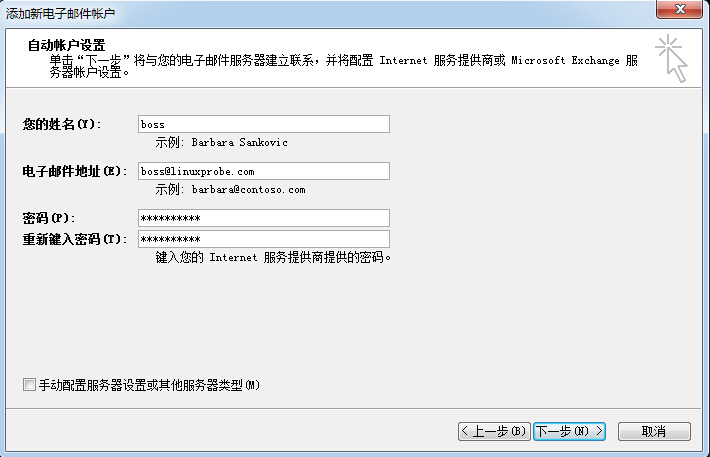 添加新电子邮件帐户
自动帐户设置
单击“下一步”将与您的电子邮件服务器建立联系，并将配置 Internet 服务提供商或 Microsoft Exchange 服
务器帐户设置。
您的姓名(Y): boss
示例: Barbara Sankovic
电子邮件地址(E): boss@linuxprobe.com
示例: barbara@contoso.com
密码(P): **********
重新键入密码(T): **********
键入您的 Internet 服务提供商提供的密码。
手动配置服务器设置或其他服务器类型(M)
< 上一步(B) 下一步(N) > 取消